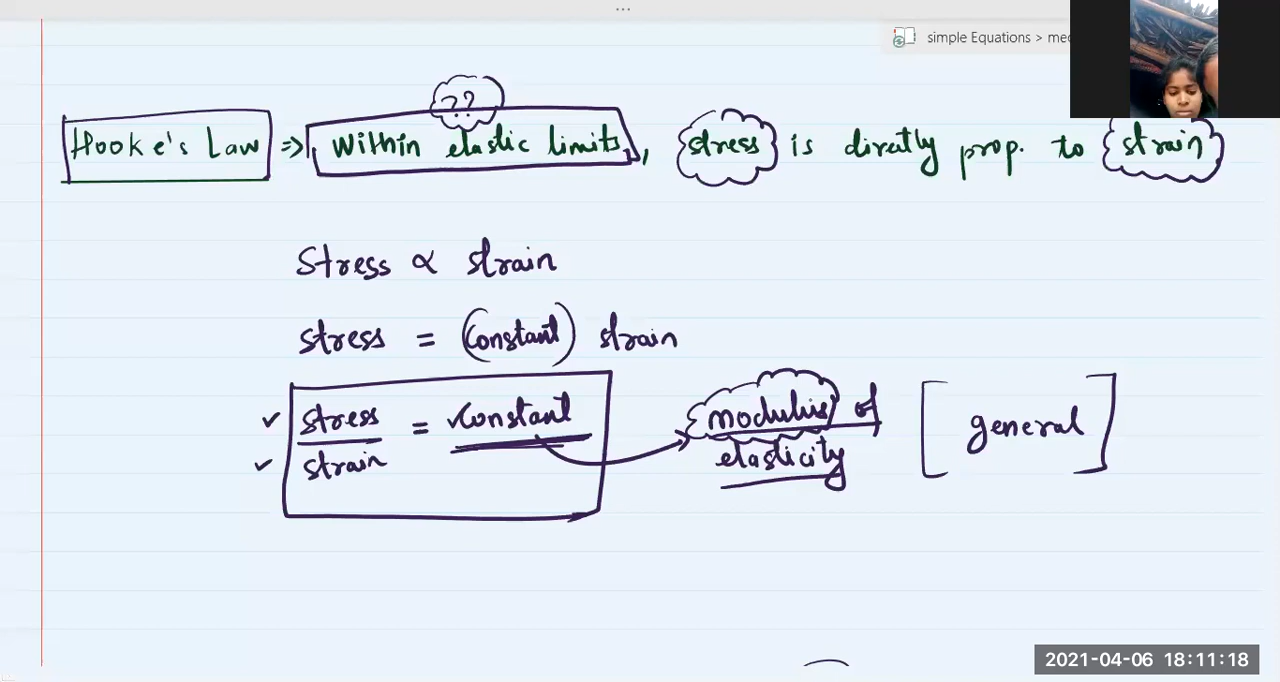 simple Equations > mec
??
Hooke's Law => Within elastic limits, stress is directly prop. to strain
Stress ∝ strain
stress = (constant) strain
stress
strain
= constant
modulus of
elasticity
[general]
2021-04-06 18:11:18